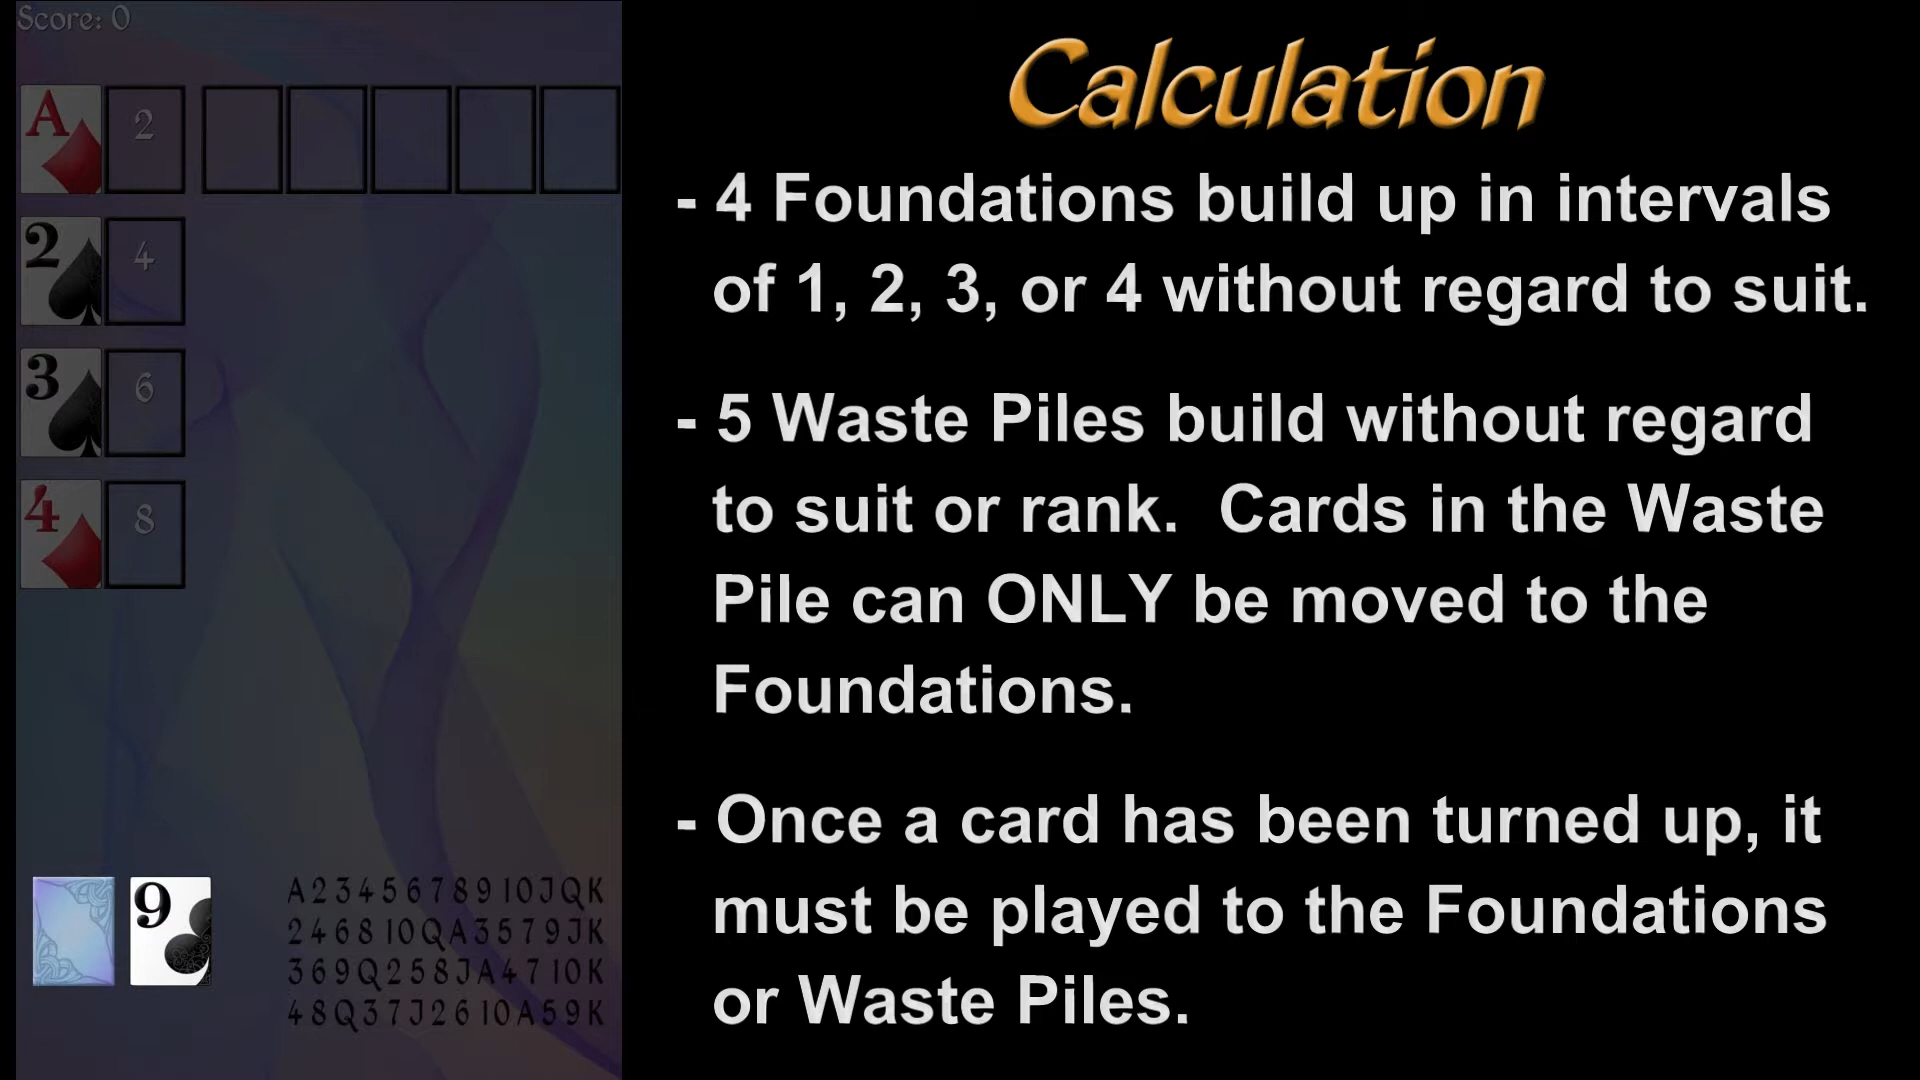 Score: 0
Calculation
A 2
2 4
3 6
4 8
- 4 Foundations build up in intervals
of 1, 2, 3, or 4 without regard to suit.
- 5 Waste Piles build without regard
to suit or rank. Cards in the Waste
Pile can ONLY be moved to the
Foundations.
- Once a card has been turned up, it
must be played to the Foundations
or Waste Piles.
9
A 2 3 4 5 6 7 8 9 10 J Q K
2 4 6 8 10 Q A 3 5 7 9 J K
3 6 9 Q 2 5 8 J A 4 7 10 K
4 8 Q 3 7 J 2 6 10 A 5 9 K